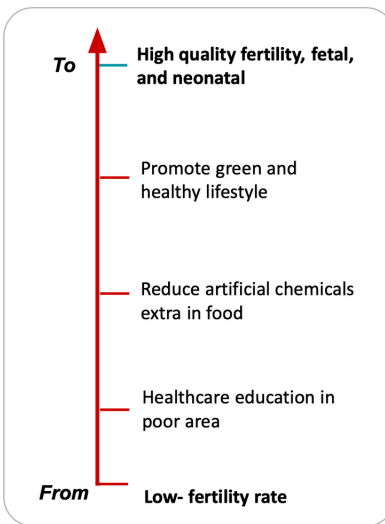 To
High quality fertility, fetal,
and neonatal
Promote green and
healthy lifestyle
Reduce artificial chemicals
extra in food
Healthcare education in
poor area
From
Low- fertility rate